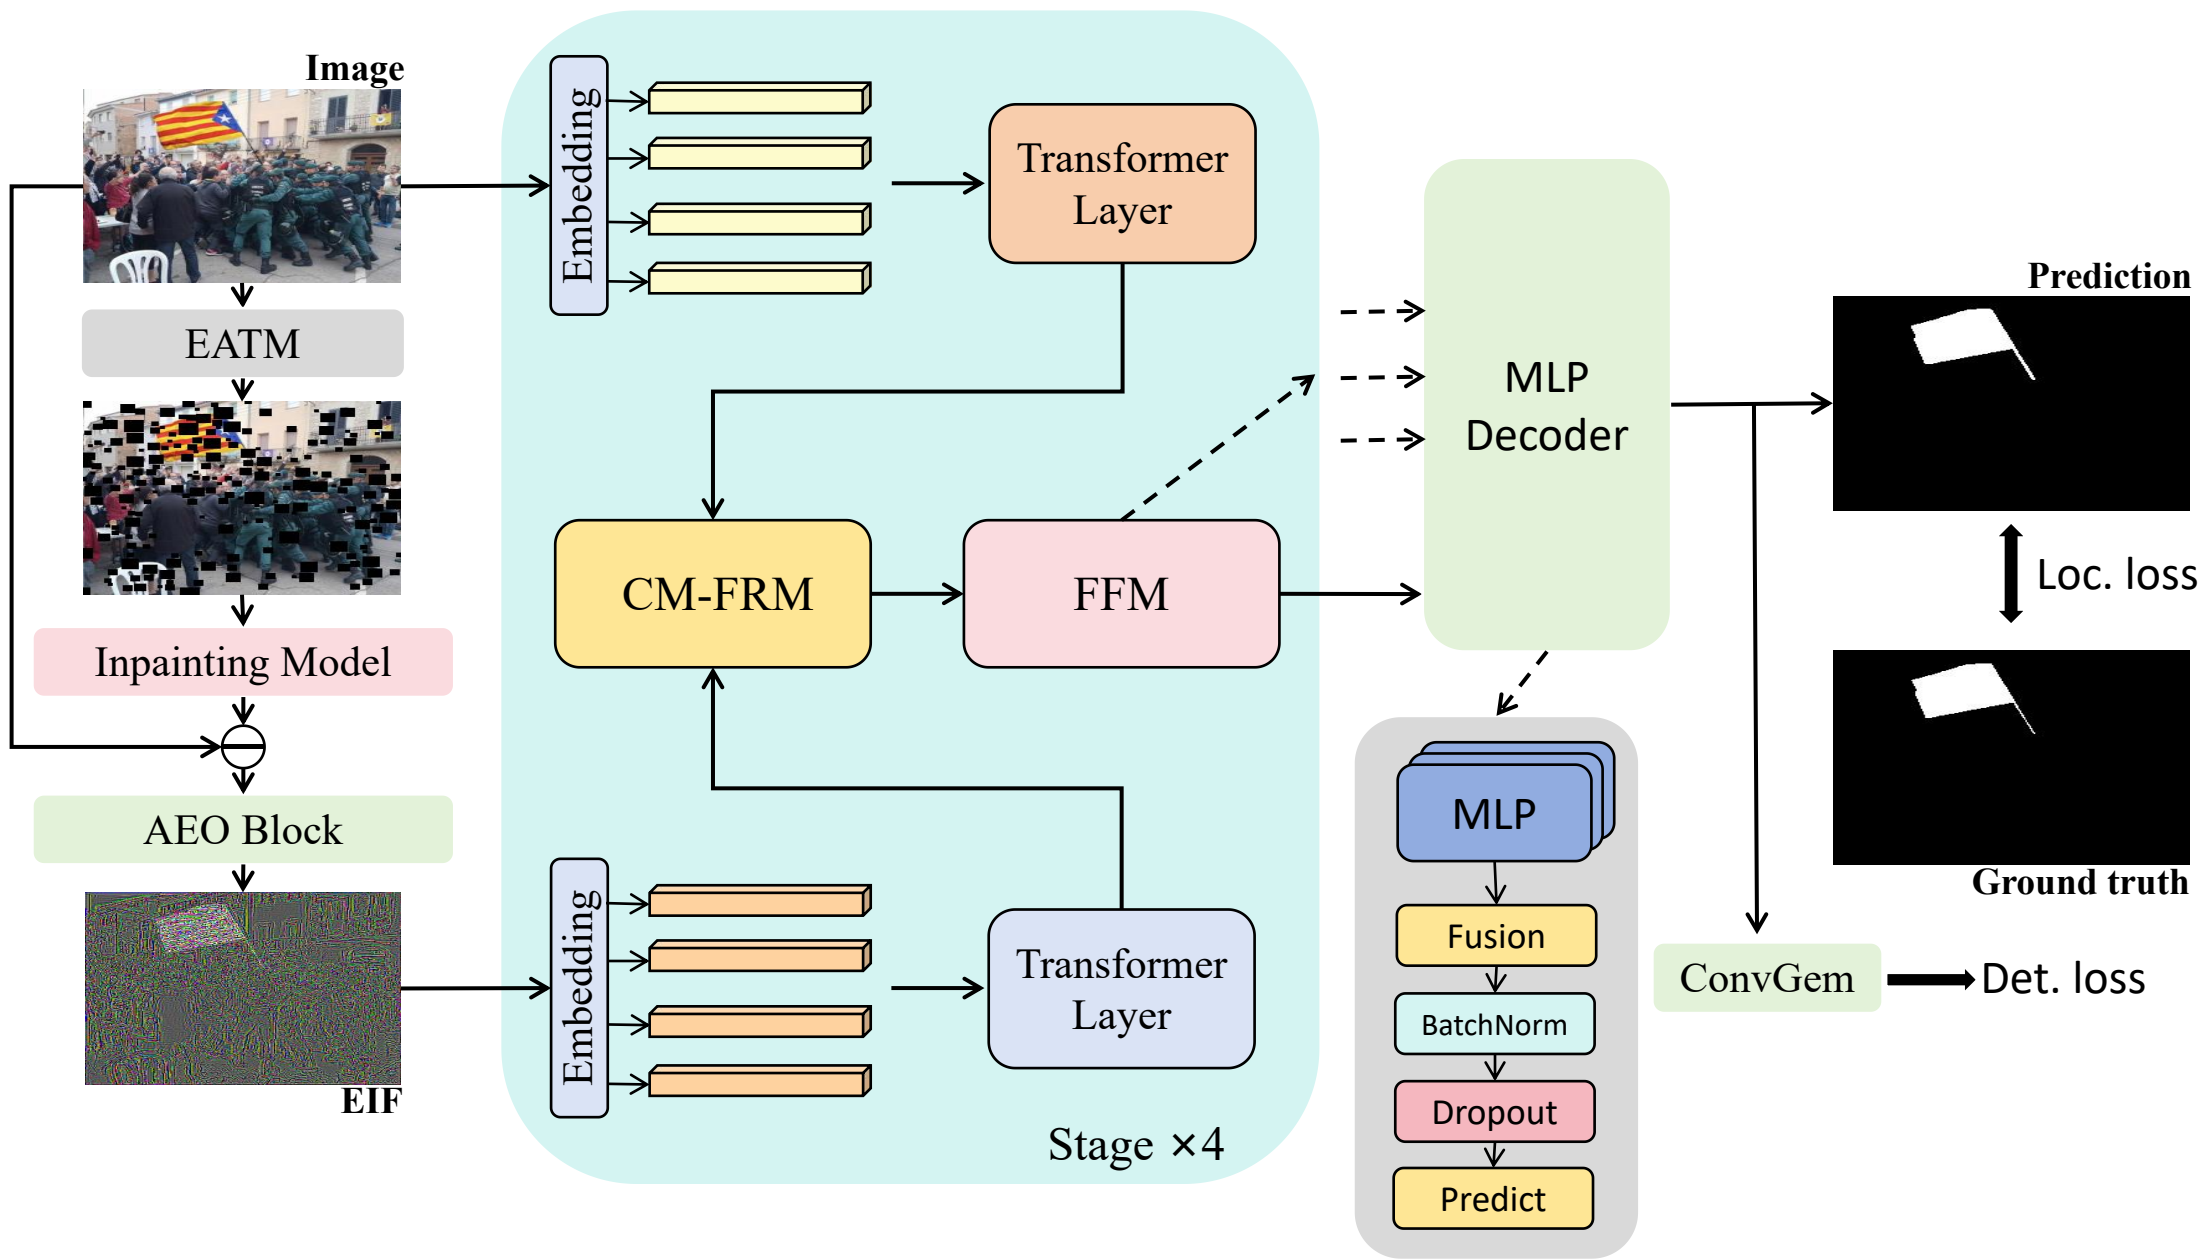 Image
EATM
Inpainting Model
AEO Block
EIF
Embedding
Transformer
Layer
CM-FRM
FFM
Embedding
Transformer
Layer
Stage ×4
MLP
Decoder
MLP
Fusion
BatchNorm
Dropout
Predict
Prediction
Loc. loss
Ground truth
ConvGem
Det. loss